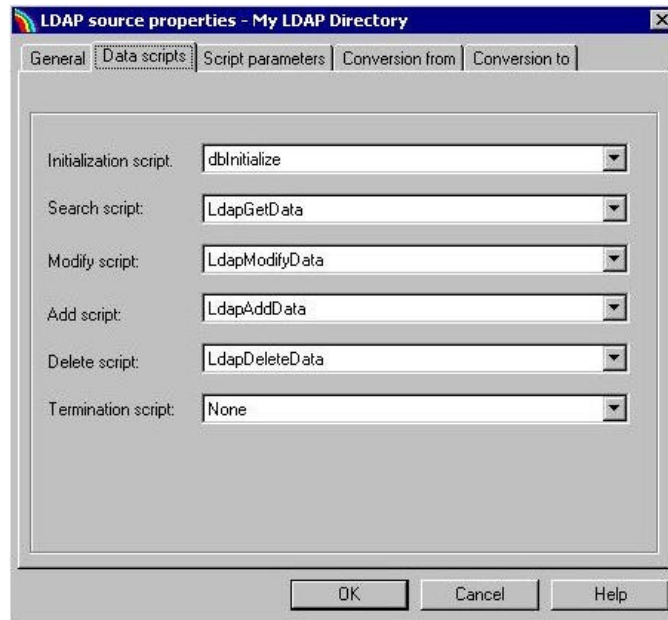 LDAP source properties - My LDAP Directory
General Data scripts Script parameters Conversion from Conversion to
Initialization script. dbInitialize
Search script: LdapGetData
Modify script: LdapModifyData
Add script: LdapAddData
Delete script: LdapDeleteData
Termination script: None
OK Cancel Help